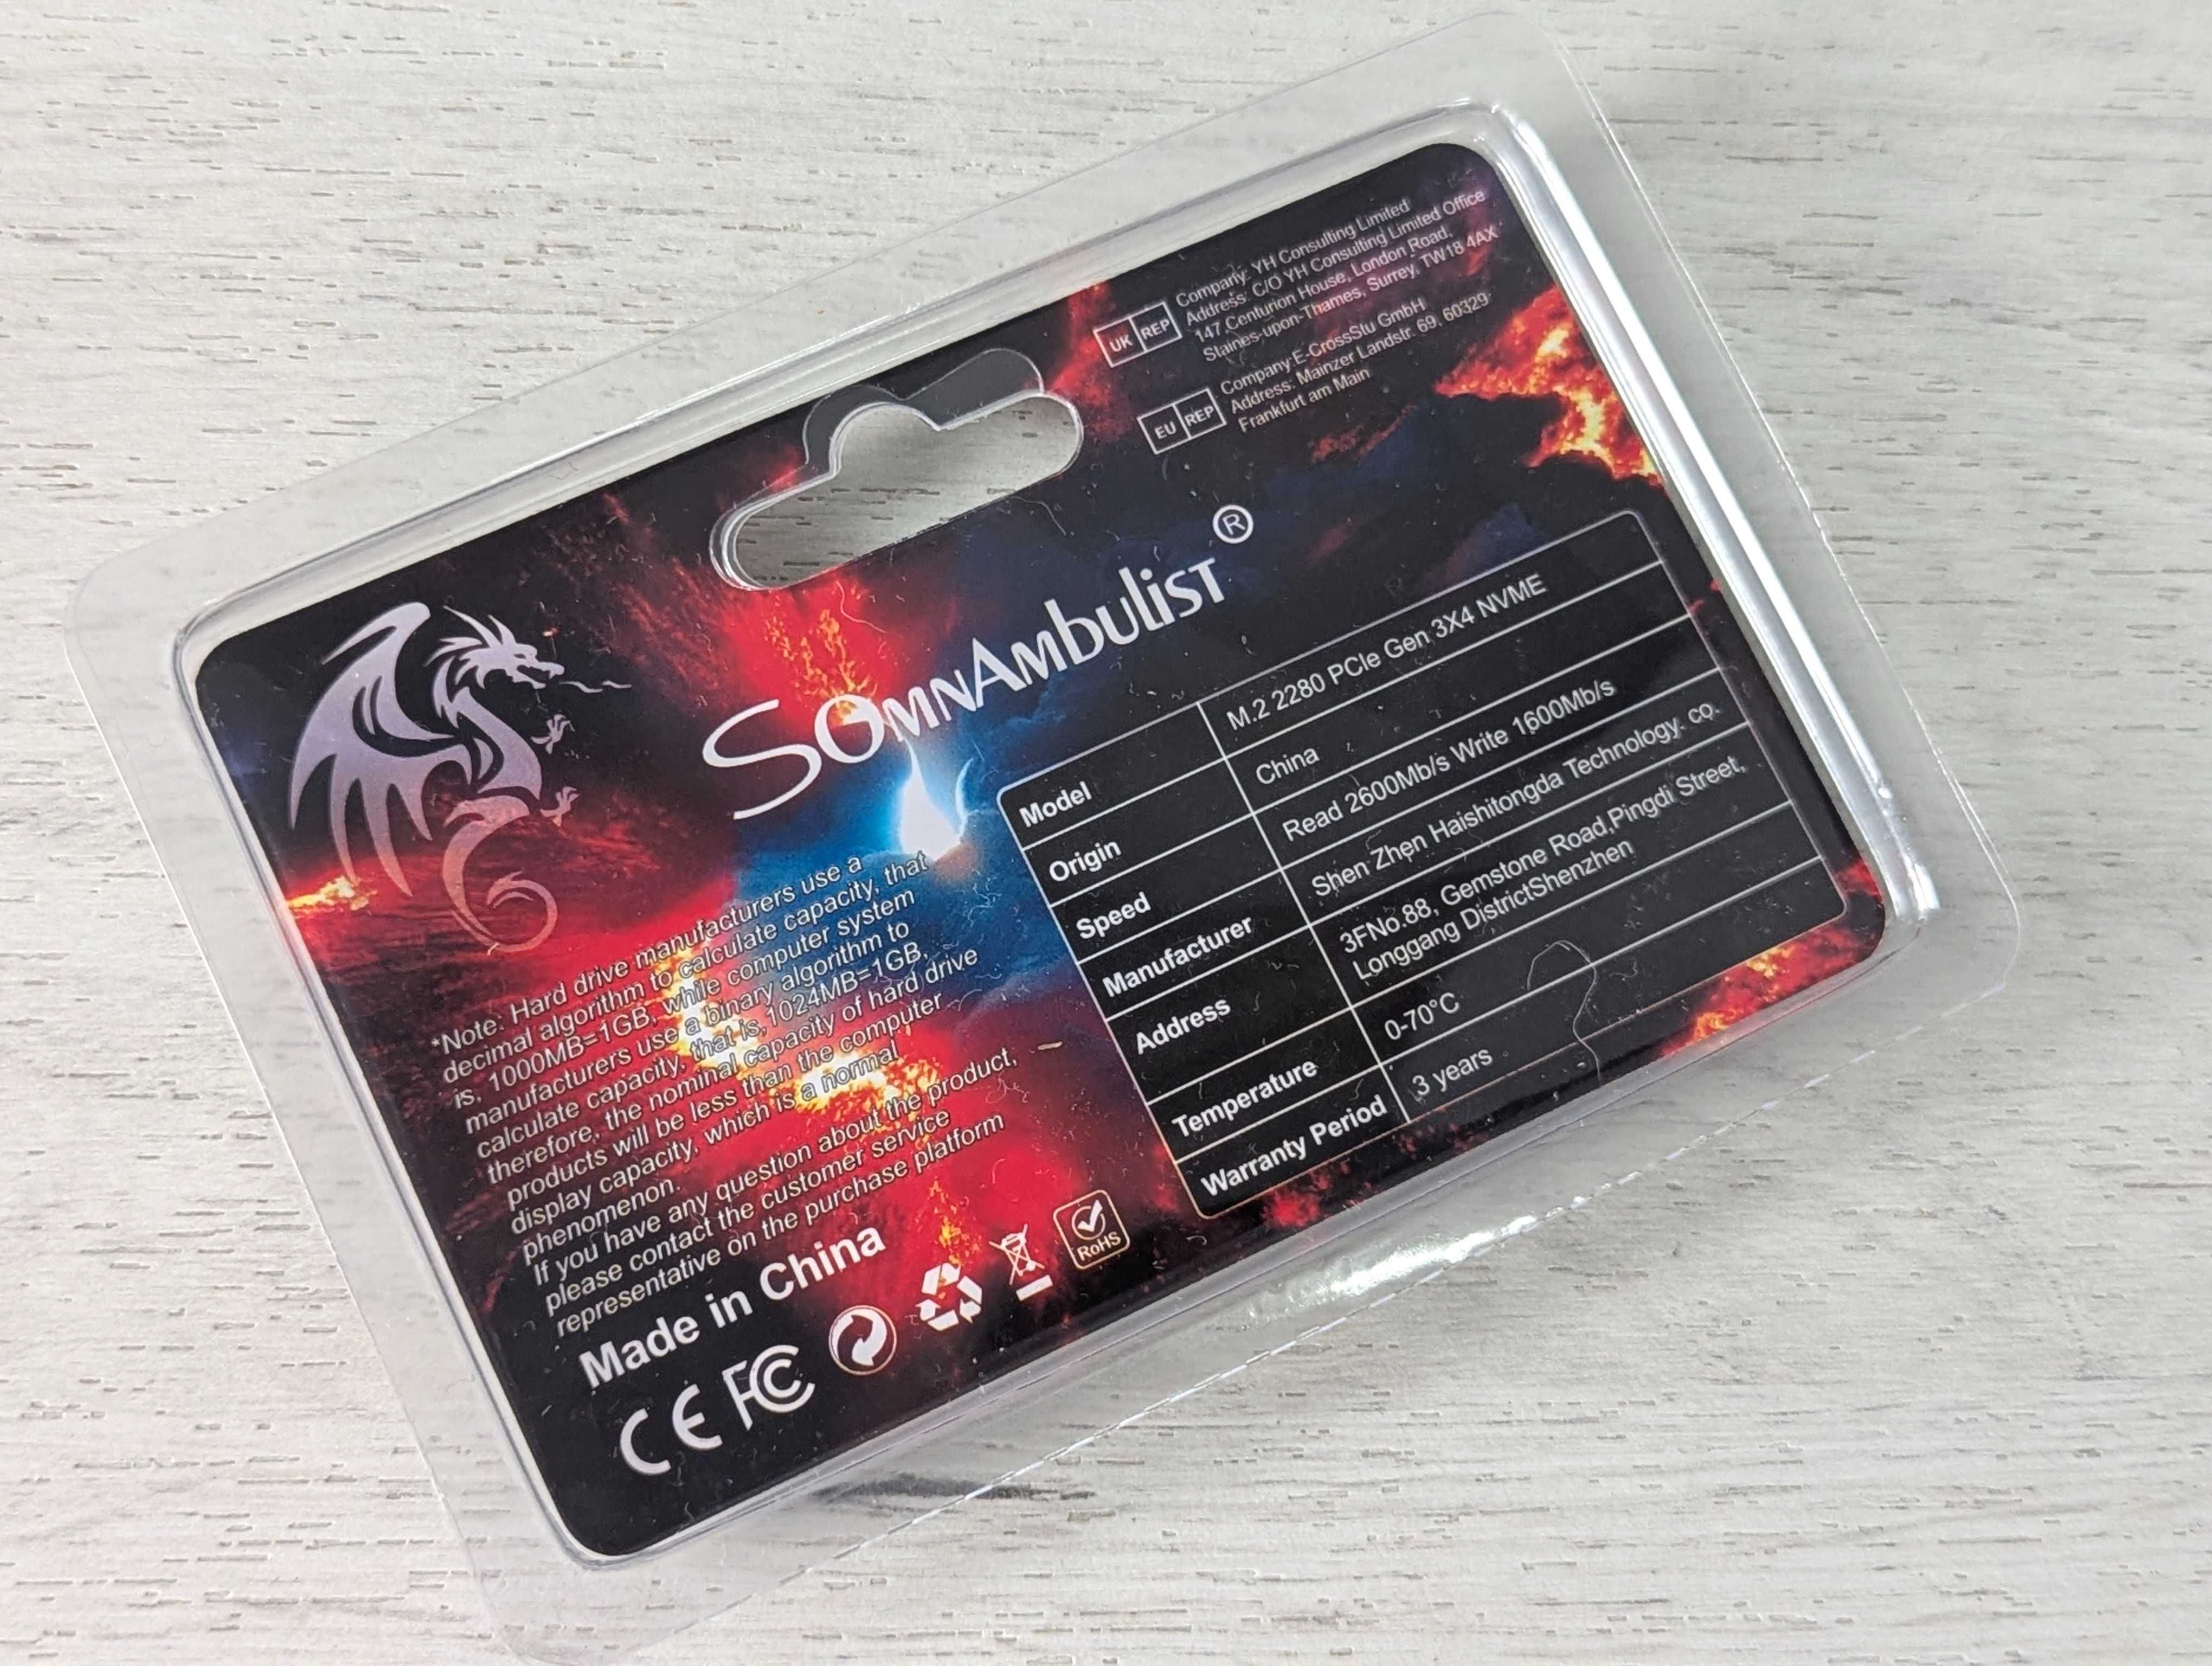 UK REP
Company: YH Consulting Limited
Address: C/O YH Consulting Limited Office
147 Centurion House, London Road,
Staines-upon-Thames, Surrey, TW18 4AX
EU REP
Company:E-CrossStu GmbH
Address: Mainzer Landstr. 69, 60329
Frankfurt am Main
SOMNAMBULIST®
Model M.2 2280 PCIe Gen 3X4 NVME
Origin China
Speed Read 2600Mb/s Write 1600Mb/s
Manufacturer Shen Zhen Haishitongda Technology. co.
Address 3FNo.88, Gemstone Road,Pingdi Street,
Longgang DistrictShenzhen
Temperature 0-70°C
Warranty Period 3 years
*Note: Hard drive manufacturers use a
decimal algorithm to calculate capacity, that
is, 1000MB=1GB, while computer system
manufacturers use a binary algorithm to
calculate capacity, that is, 1024MB=1GB,
therefore, the nominal capacity of hard drive
products will be less than the computer
display capacity, which is a normal
phenomenon.
If you have any question about the product,
please contact the customer service
representative on the purchase platform
Made in China
CE FC
RoHS